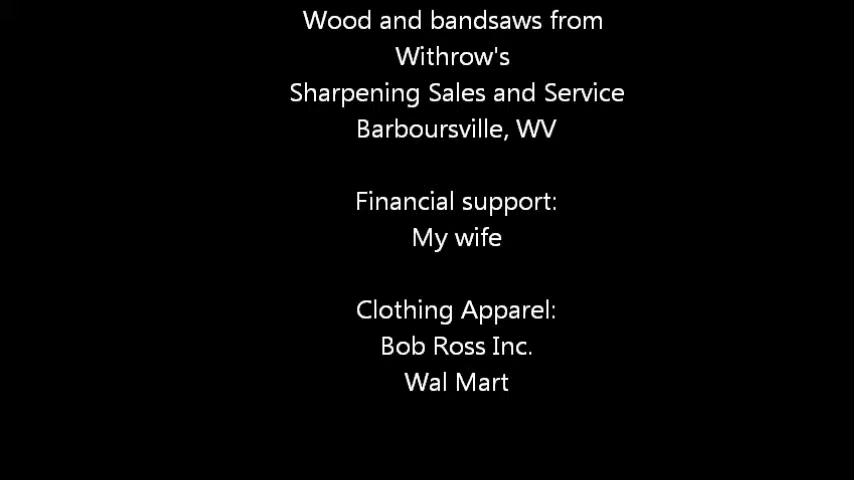 Wood and bandsaws from
Withrow's
Sharpening Sales and Service
Barboursville, WV
Financial support:
My wife
Clothing Apparel:
Bob Ross Inc.
Wal Mart